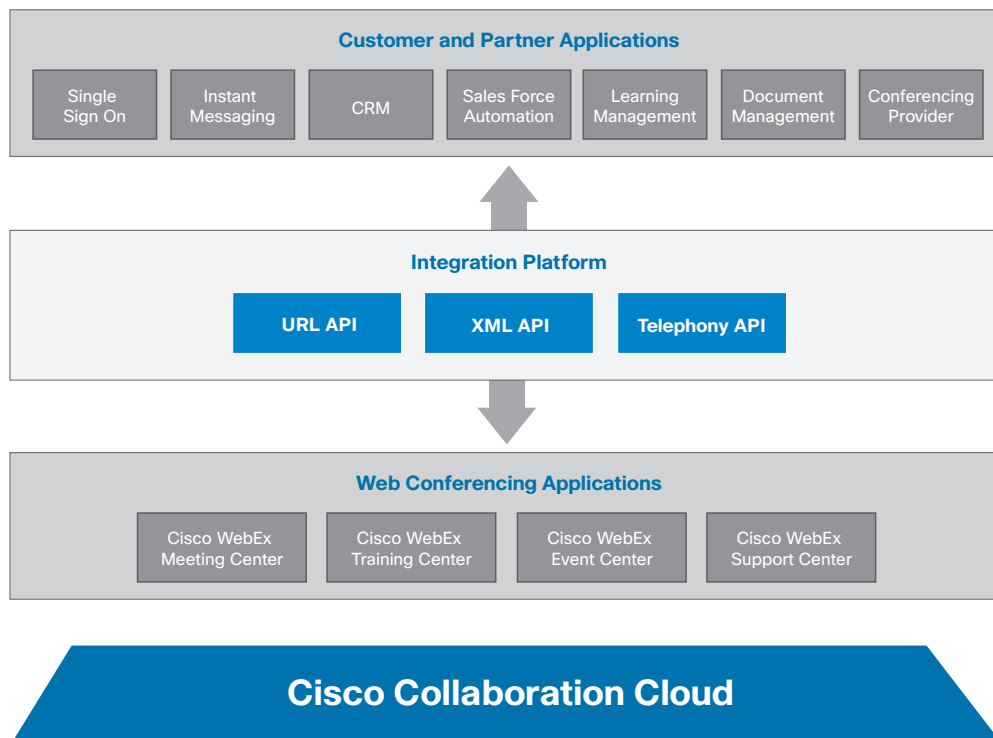 Customer and Partner Applications
Single
Sign On
Instant
Messaging
CRM
Sales Force
Automation
Learning
Management
Document
Management
Conferencing
Provider
Integration Platform
URL API
XML API
Telephony API
Web Conferencing Applications
Cisco WebEx
Meeting Center
Cisco WebEx
Training Center
Cisco WebEx
Event Center
Cisco WebEx
Support Center
Cisco Collaboration Cloud